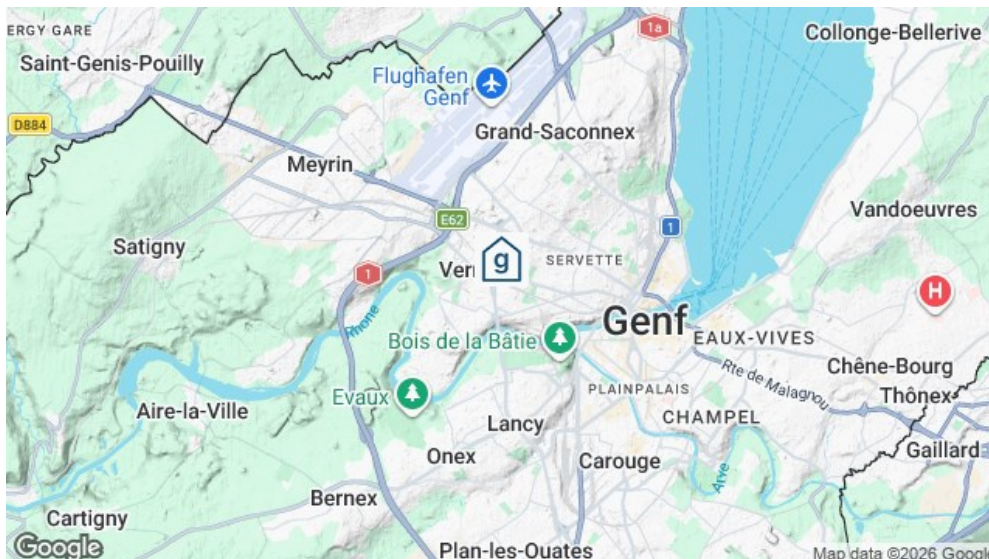 ERGY GARE
Collonge-Bellerive
1a
Saint-Genis-Pouilly
Flughafen
Genf
D884
Grand-Saconnex
Meyrin
E62
Vandoeuvres
1
Satigny
SERVETTE
g
1
H
Rhone
Genf
Bois de la Bâtie
EAUX-VIVES
Rte de Malagnou
Chêne-Bourg
Evaux
PLAINPALAIS
Thônex
Aire-la-Ville
CHAMPEL
Lancy
Gaillard
Onex
Carouge
Arve
Bernex
Cartigny
Google
Plan-les-Ouates
Map data ©2026 Google